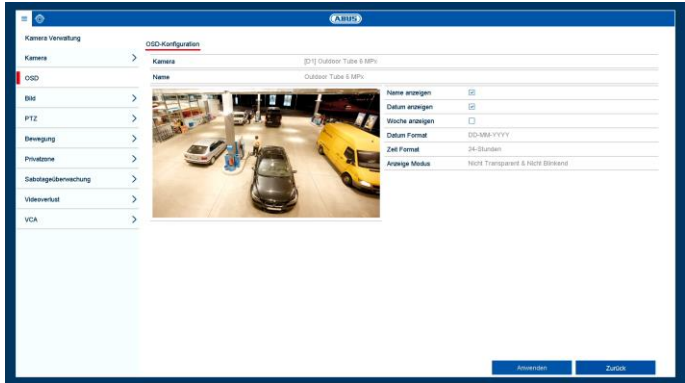 ABUS
Kamera Verwaltung
Kamera
OSD
Bild
PTZ
Bewegung
Privatzone
Sabotageüberwachung
Videoverlust
VCA
OSD-Konfiguration
Kamera [D1] Outdoor Tube 6 MPx
Name Outdoor Tube 6 MPx
Name anzeigen
Datum anzeigen
Woche anzeigen
Datum Format DD-MM-YYYY
Zeit Format 24-Stunden
Anzeige Modus Nicht Transparent & Nicht Blinkend
Anwenden Zurück